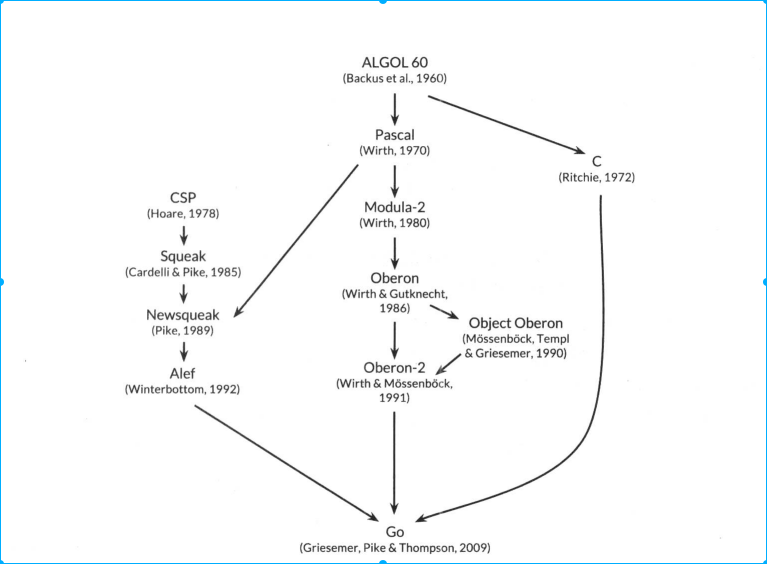 ALGOL 60
(Backus et al., 1960)
Pascal
(Wirth, 1970)
C
(Ritchie, 1972)
CSP
(Hoare, 1978)
Modula-2
(Wirth, 1980)
Squeak
(Cardelli & Pike, 1985)
Oberon
(Wirth & Gutknecht,
1986)
Newsqueak
(Pike, 1989)
Object Oberon
(Mössenböck, Templ
& Griesemer, 1990)
Alef
(Winterbottom, 1992)
Oberon-2
(Wirth & Mössenböck,
1991)
Go
(Griesemer, Pike & Thompson, 2009)